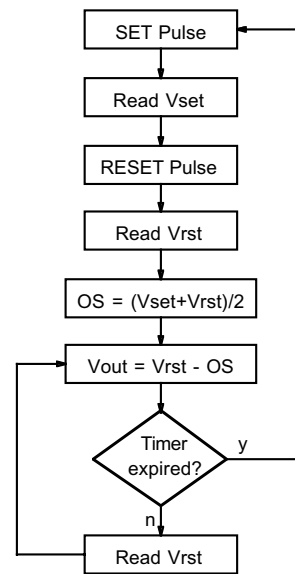 SET Pulse
Read Vset
RESET Pulse
Read Vrst
OS = (Vset+Vrst)/2
Vout = Vrst - OS
Timer
expired?
y
n
Read Vrst